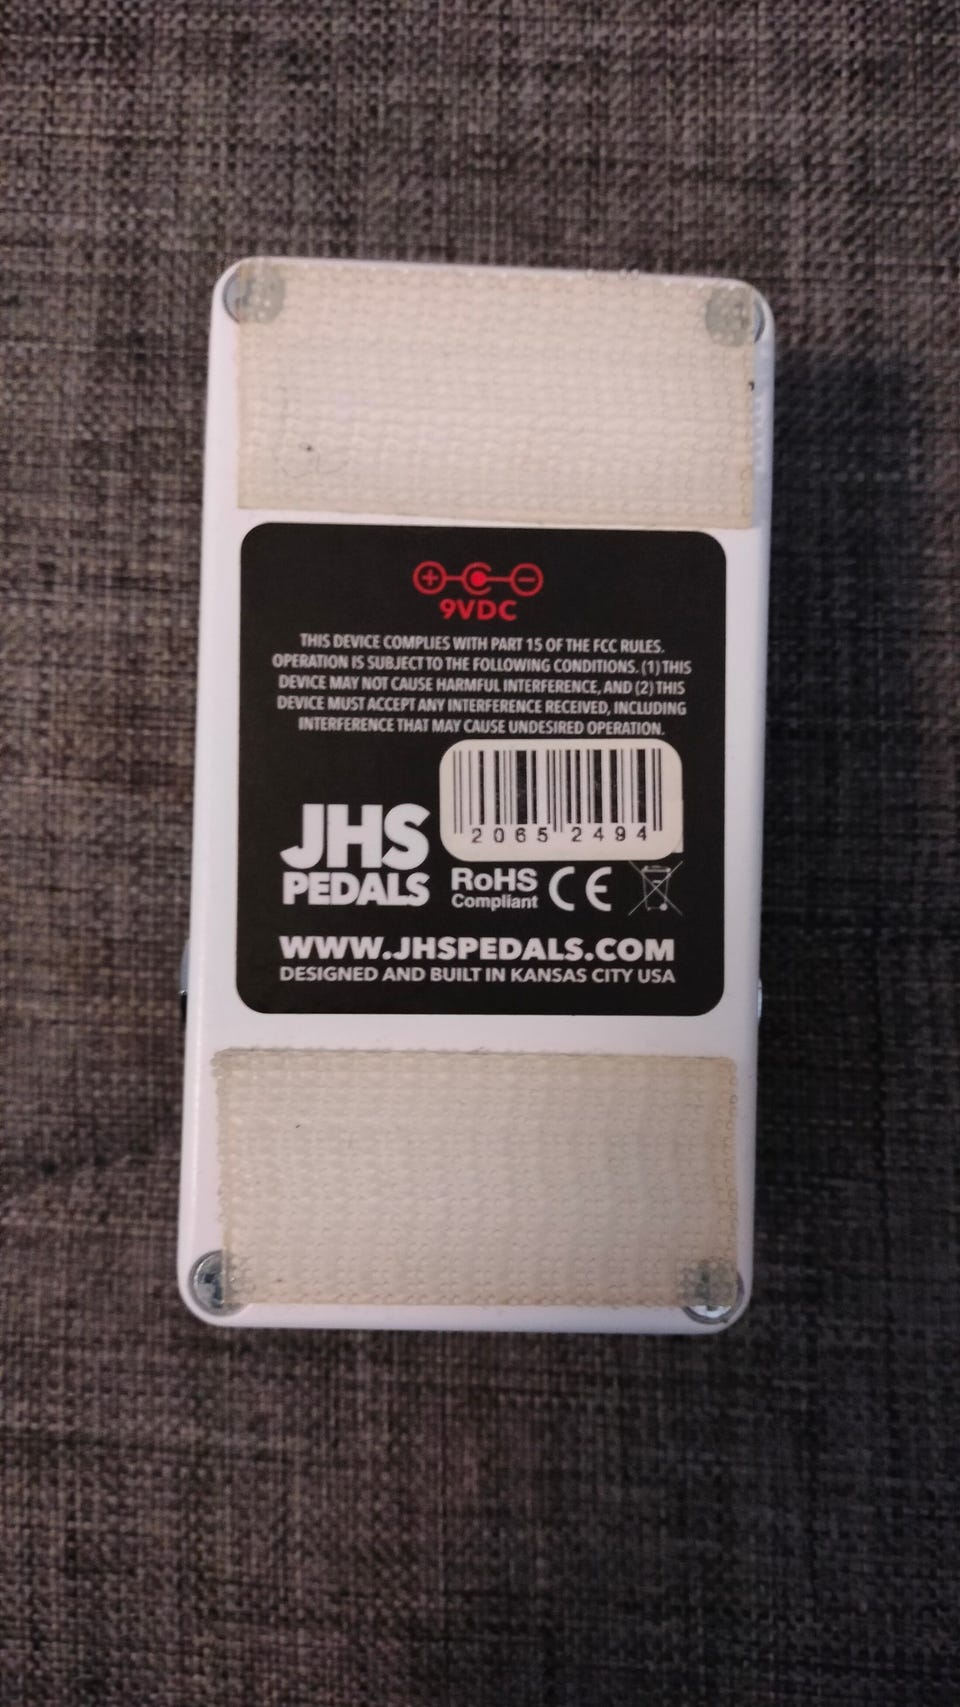 9VDC
THIS DEVICE COMPLIES WITH PART 15 OF THE FCC RULES.
OPERATION IS SUBJECT TO THE FOLLOWING CONDITIONS. (1) THIS
DEVICE MAY NOT CAUSE HARMFUL INTERFERENCE, AND (2) THIS
DEVICE MUST ACCEPT ANY INTERFERENCE RECEIVED, INCLUDING
INTERFERENCE THAT MAY CAUSE UNDESIRED OPERATION.
2065 2494
JHS
PEDALS
RoHS
Compliant
CE
WWW.JHSPEDALS.COM
DESIGNED AND BUILT IN KANSAS CITY USA